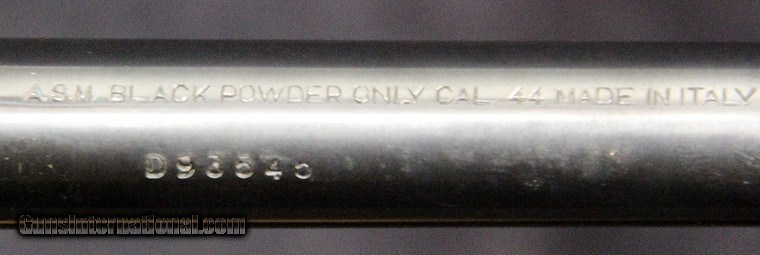 A.S.M. BLACK POWDER ONLY CAL. 44 MADE IN ITALY
GunsInternational.com